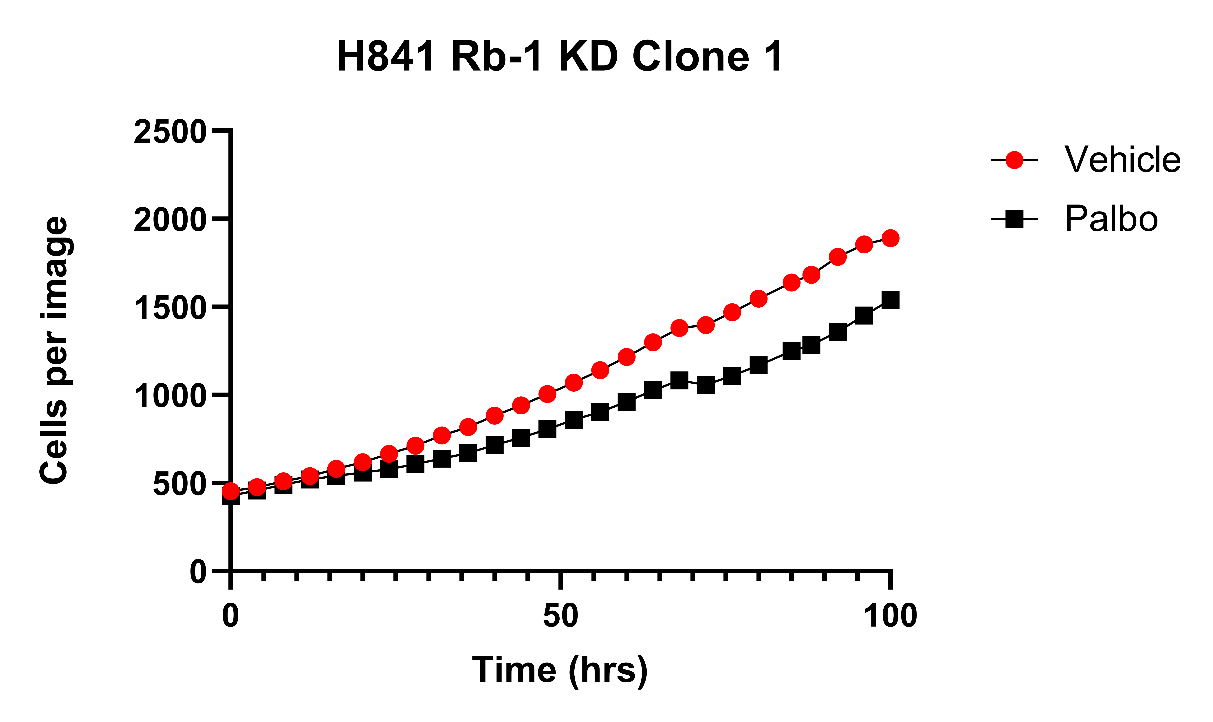 H841 Rb-1 KD Clone 1
2500
2000
1500
1000
500
0
Cells per image
0 50 100
Time (hrs)
Vehicle
Palbo